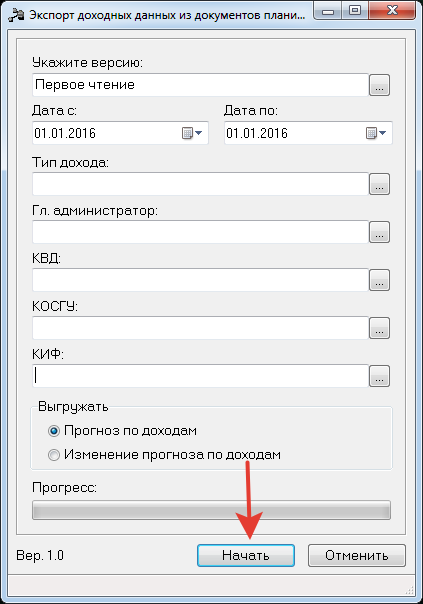 Экспорт доходных данных из документов плани...
Укажите версию:
Первое чтение
...
Дата с:
Дата по:
01.01.2016
01.01.2016
Тип дохода:
...
Гл. администратор:
...
КВД:
...
КОСГУ:
...
КИФ:
...
Выгружать
Прогноз по доходам
Изменение прогноза по доходам
Прогресс:
Вер. 1.0
Начать
Отменить